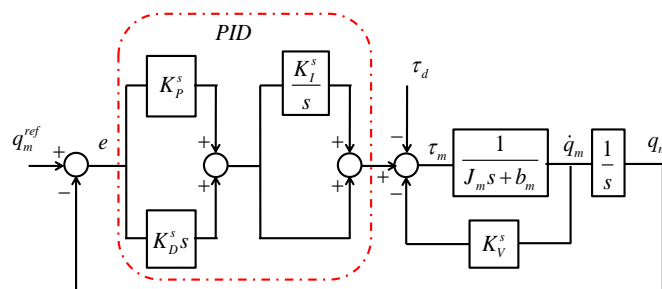 PID
K_P^s
K_I^s
s
τ_d
q_m^{ref}
+
e
+
+
−
τ_m
1
J_m s + b_m
q̇_m
1
s
−
+
+
+
−
K_D^s s
K_V^s